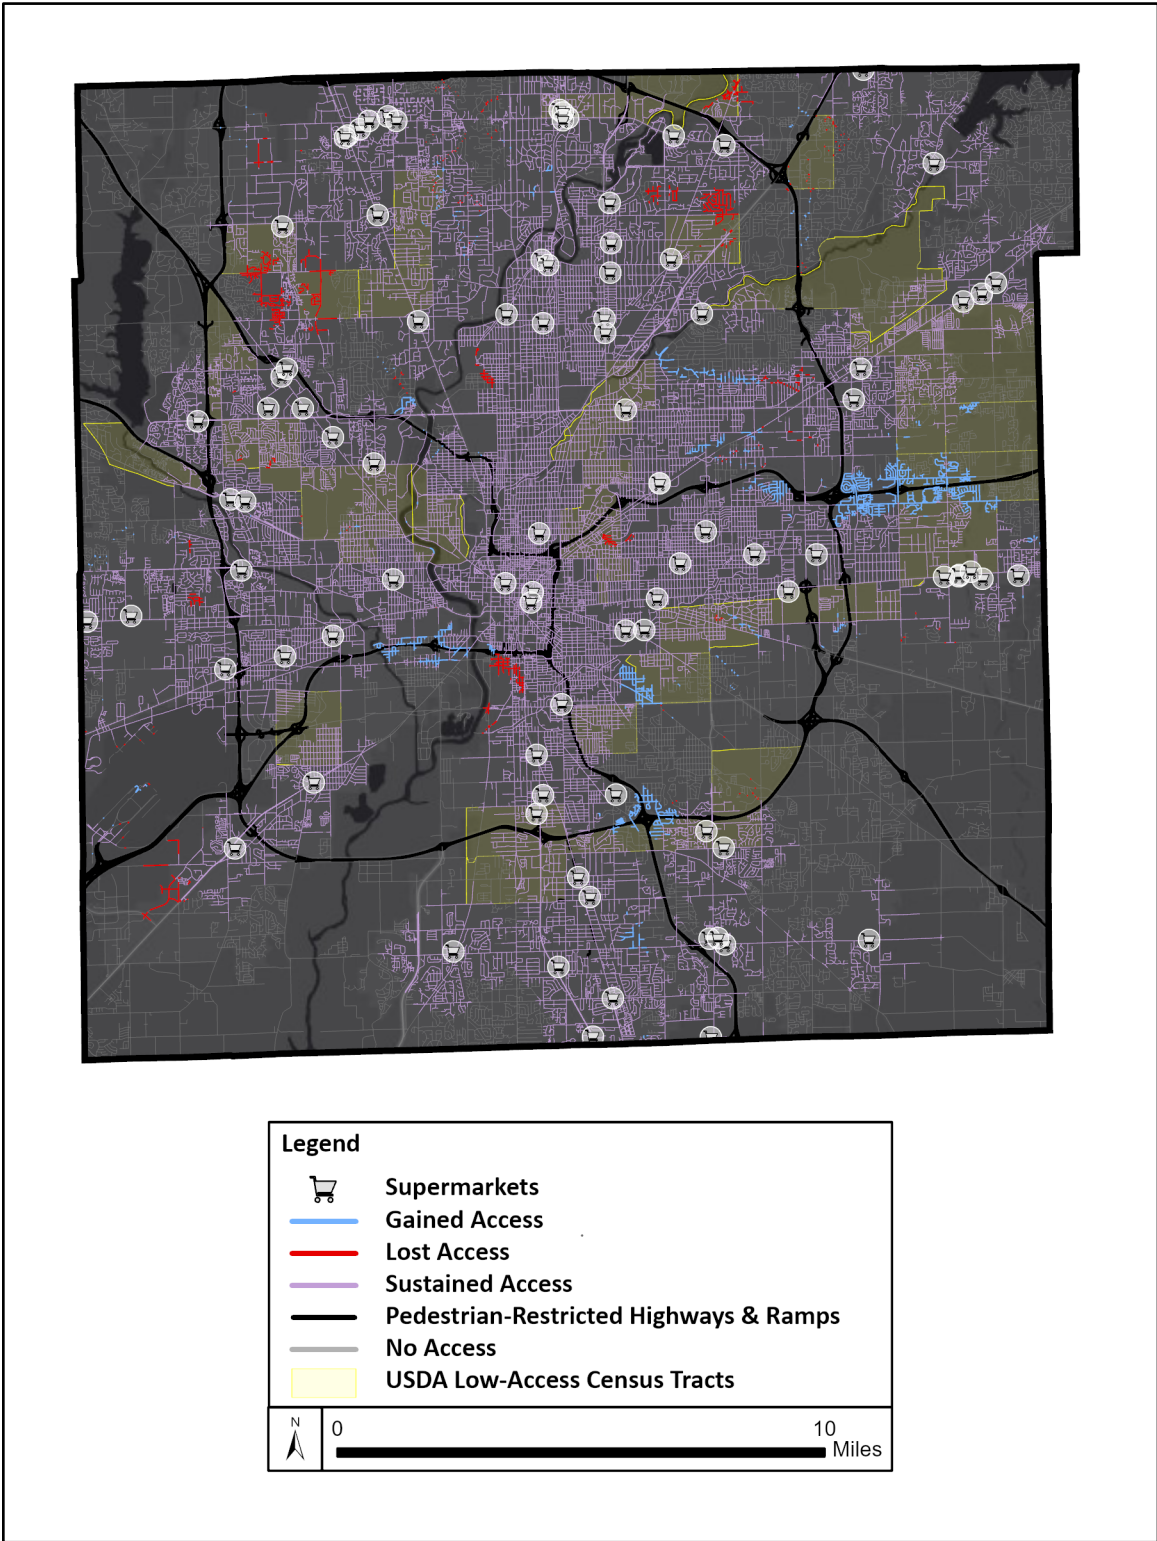 Legend
Supermarkets
Gained Access
Lost Access
Sustained Access
Pedestrian-Restricted Highways & Ramps
No Access
USDA Low-Access Census Tracts
N
0 10
Miles